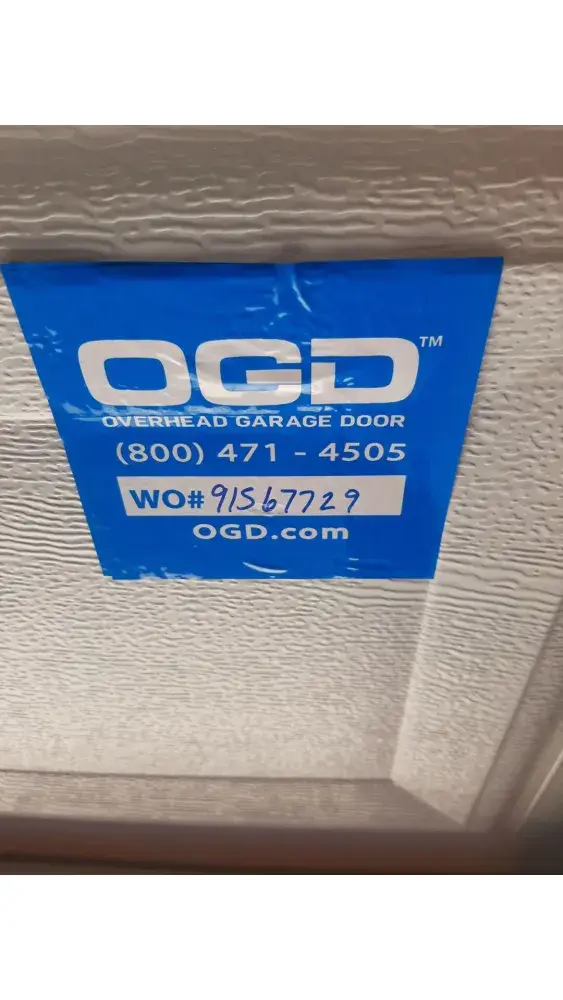 OGD™
OVERHEAD GARAGE DOOR
(800) 471 - 4505
WO# 91567729
OGD.com